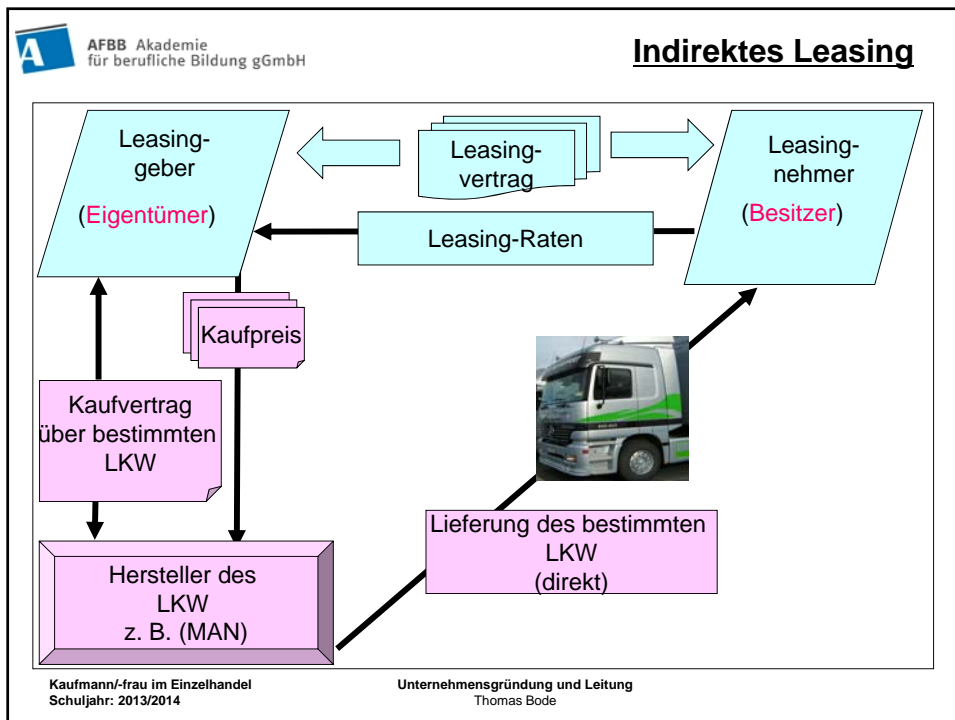 A
AFBB Akademie
für berufliche Bildung gGmbH
Indirektes Leasing
Leasing-
geber
(Eigentümer)
Leasing-
vertrag
Leasing-
nehmer
(Besitzer)
Leasing-Raten
Kaufpreis
Kaufvertrag
über bestimmten
LKW
Lieferung des bestimmten
LKW
(direkt)
Hersteller des
LKW
z. B. (MAN)
Kaufmann/-frau im Einzelhandel
Schuljahr: 2013/2014
Unternehmensgründung und Leitung
Thomas Bode